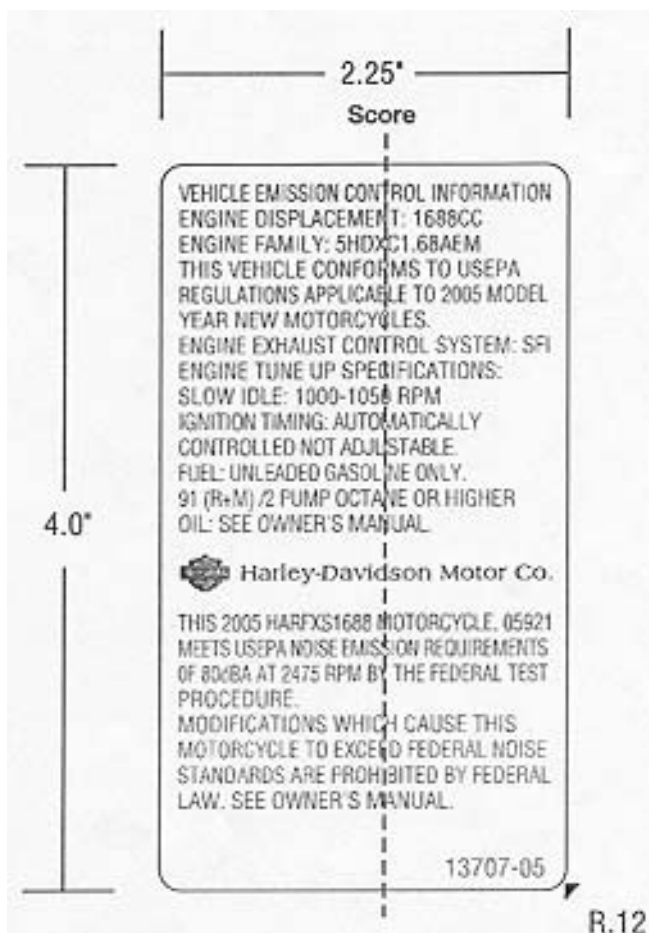 2.25"
Score
VEHICLE EMISSION CONTROL INFORMATION
ENGINE DISPLACEMENT: 1688CC
ENGINE FAMILY: 5HDXC1.68AEM
THIS VEHICLE CONFORMS TO USEPA
REGULATIONS APPLICABLE TO 2005 MODEL
YEAR NEW MOTORCYCLES.
ENGINE EXHAUST CONTROL SYSTEM: SFI
ENGINE TUNE UP SPECIFICATIONS:
SLOW IDLE: 1000-1050 RPM
IGNITION TIMING: AUTOMATICALLY
CONTROLLED NOT ADJUSTABLE.
FUEL: UNLEADED GASOLINE ONLY.
91 (R+M) /2 PUMP OCTANE OR HIGHER
OIL: SEE OWNER'S MANUAL.
4.0"
Harley-Davidson Motor Co.
THIS 2005 HARFXS1688 MOTORCYCLE, 05921
MEETS USEPA NOISE EMISSION REQUIREMENTS
OF 80dBA AT 2475 RPM BY THE FEDERAL TEST
PROCEDURE.
MODIFICATIONS WHICH CAUSE THIS
MOTORCYCLE TO EXCEED FEDERAL NOISE
STANDARDS ARE PROHIBITED BY FEDERAL
LAW. SEE OWNER'S MANUAL.
13707-05
R.12